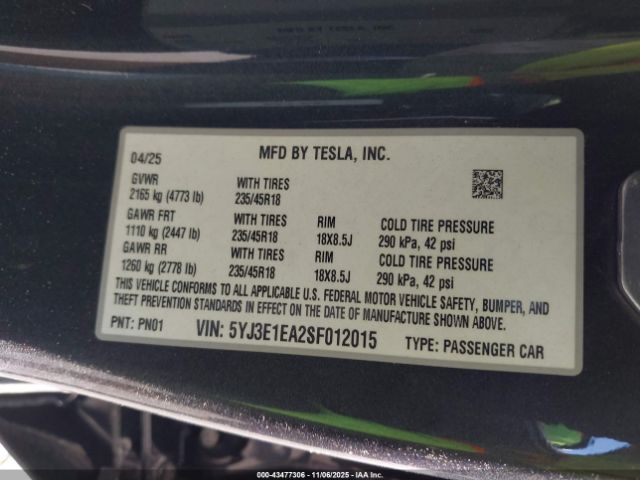 04/25 MFD BY TESLA, INC.
GVWR WITH TIRES
2165 kg (4773 lb) 235/45R18
GAWR FRT WITH TIRES RIM COLD TIRE PRESSURE
1110 kg (2447 lb) 235/45R18 18X8.5J 290 kPa, 42 psi
GAWR RR WITH TIRES RIM COLD TIRE PRESSURE
1260 kg (2778 lb) 235/45R18 18X8.5J 290 kPa, 42 psi
THIS VEHICLE CONFORMS TO ALL APPLICABLE U.S. FEDERAL MOTOR VEHICLE SAFETY, BUMPER, AND
THEFT PREVENTION STANDARDS IN EFFECT ON THE DATE OF MANUFACTURE SHOWN ABOVE.
PNT: PN01 VIN: 5YJ3E1EA2SF012015 TYPE: PASSENGER CAR
000-43477306 - 11/06/2025 - IAA Inc.